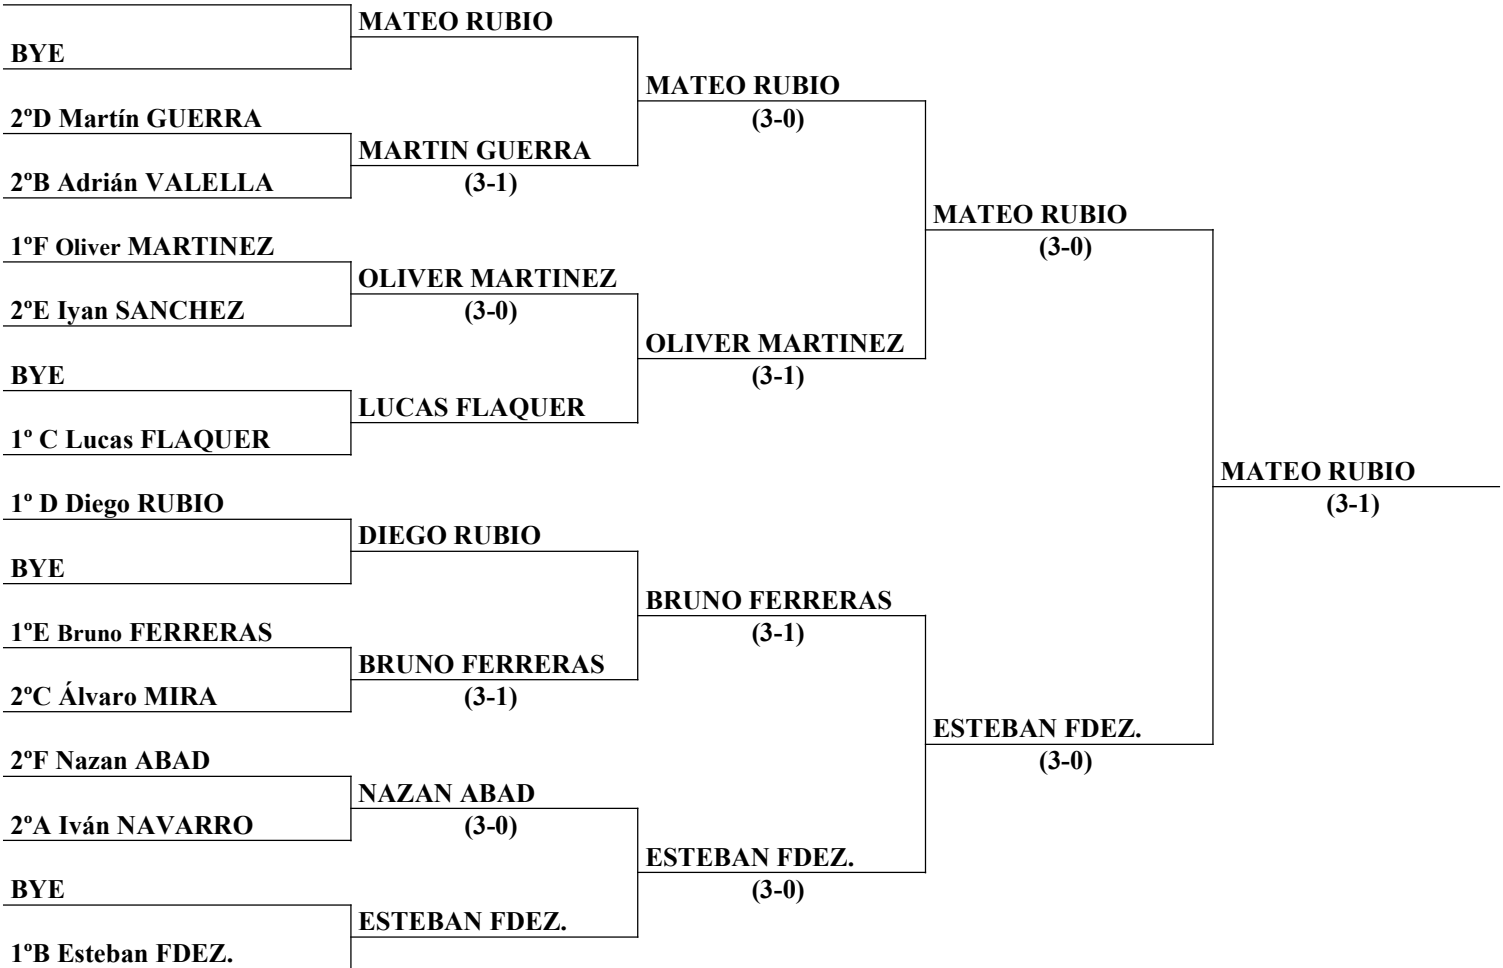 MATEO RUBIO
BYE
MATEO RUBIO
(3-0)
2ºD Martín GUERRA
MARTIN GUERRA
(3-1)
2ºB Adrián VALELLA
MATEO RUBIO
(3-0)
1ºF Oliver MARTINEZ
OLIVER MARTINEZ
(3-0)
2ºE Iyan SANCHEZ
OLIVER MARTINEZ
(3-1)
BYE
LUCAS FLAQUER
1º C Lucas FLAQUER
MATEO RUBIO
(3-1)
1º D Diego RUBIO
DIEGO RUBIO
BYE
BRUNO FERRERAS
(3-1)
1ºE Bruno FERRERAS
BRUNO FERRERAS
(3-1)
2ºC Álvaro MIRA
ESTEBAN FDEZ.
(3-0)
2ºF Nazan ABAD
NAZAN ABAD
(3-0)
2ºA Iván NAVARRO
ESTEBAN FDEZ.
(3-0)
BYE
ESTEBAN FDEZ.
1ºB Esteban FDEZ.